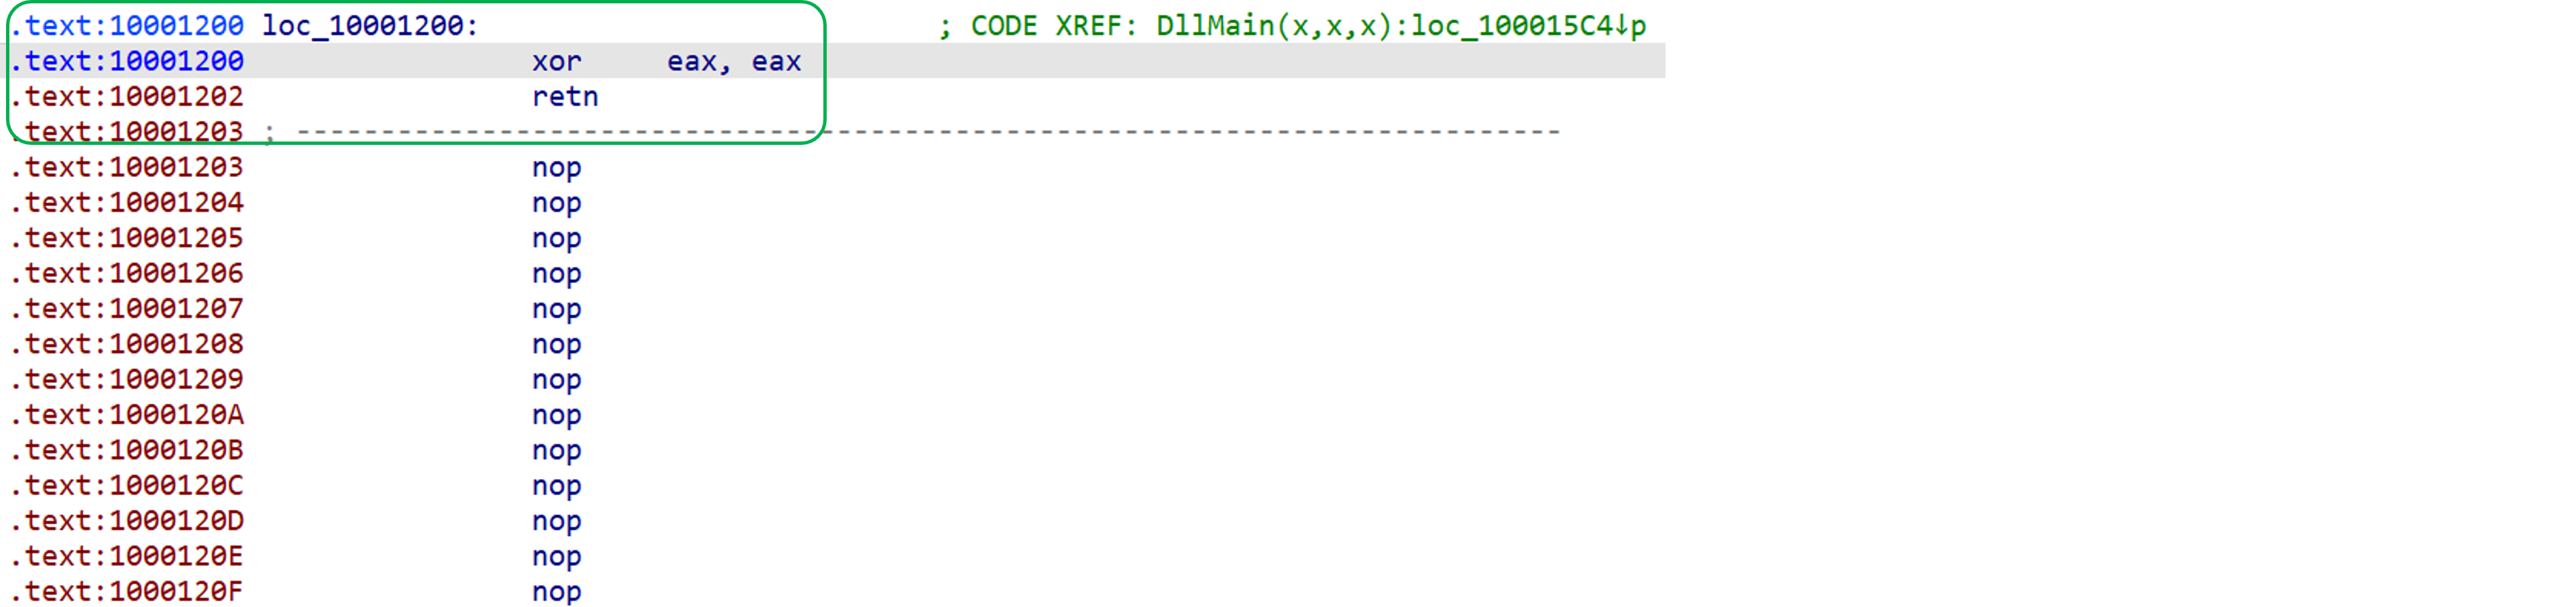 .text:10001200 loc_10001200: ; CODE XREF: DllMain(x,x,x):loc_100015C4↓p
.text:10001200 xor eax, eax
.text:10001202 retn
.text:10001203 ; ---------------------------------------------------------------------------
.text:10001203 nop
.text:10001204 nop
.text:10001205 nop
.text:10001206 nop
.text:10001207 nop
.text:10001208 nop
.text:10001209 nop
.text:1000120A nop
.text:1000120B nop
.text:1000120C nop
.text:1000120D nop
.text:1000120E nop
.text:1000120F nop